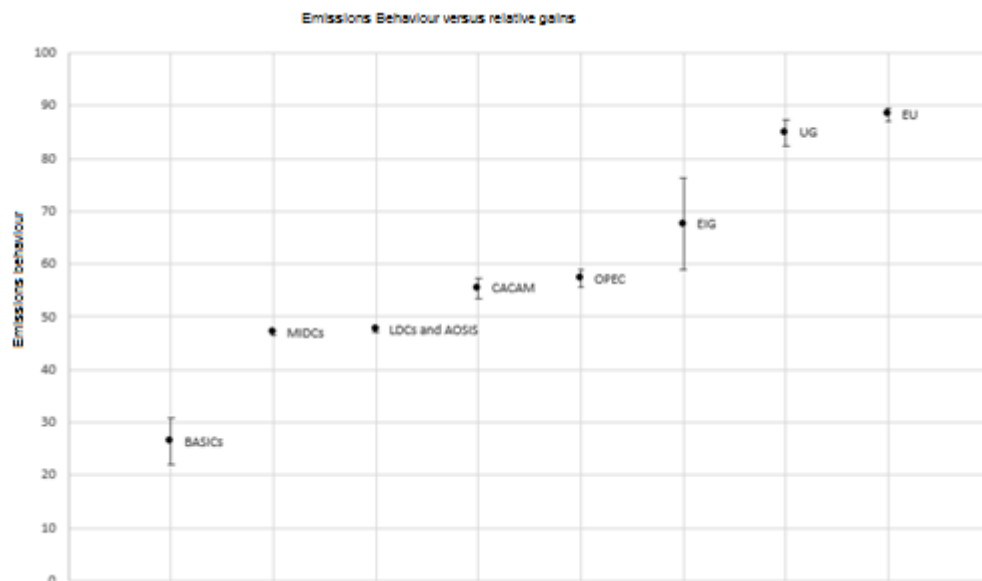 Emissions Behaviour versus relative gains
100
90
EU
UG
80
70
EIG
60
OPEC
CACAM
50
MIDCs
LDCs and AOSIS
40
30
BASICs
20
10
0
Emissions behaviour